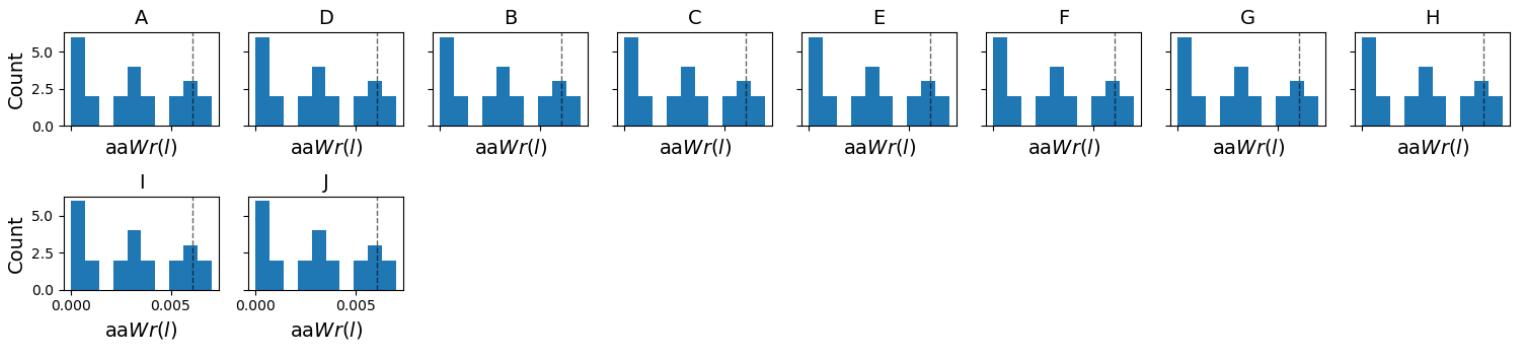 A D B C E F G H
Count
5.0
2.5
0.0
aaWr(l) aaWr(l) aaWr(l) aaWr(l) aaWr(l) aaWr(l) aaWr(l) aaWr(l)
I J
Count
5.0
2.5
0.0
0.000 0.005 0.000 0.005
aaWr(l) aaWr(l)